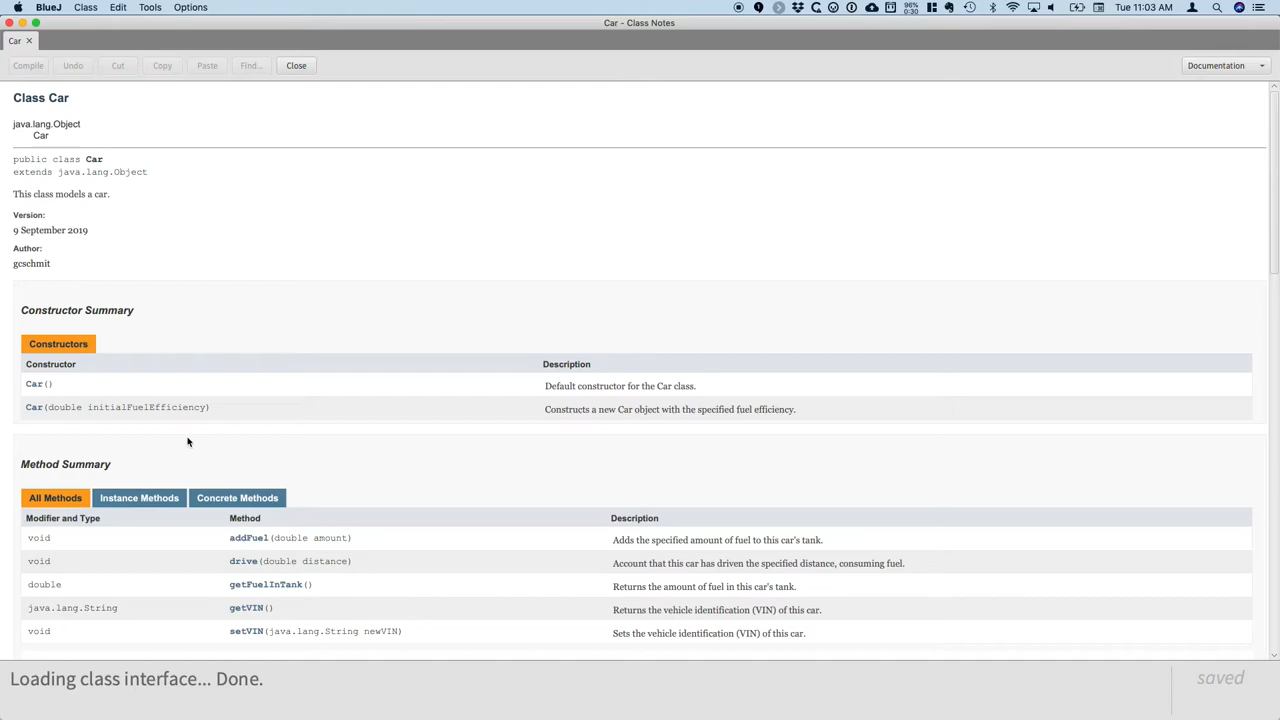 BlueJ Class Edit Tools Options 96% 0:30 Tue 11:03 AM
Car - Class Notes
Car ✕
Compile Undo Cut Copy Paste Find... Close Documentation
Class Car
java.lang.Object
Car
public class Car
extends java.lang.Object
This class models a car.
Version:
9 September 2019
Author:
gcschmit
Constructor Summary
Constructors
Constructor Description
Car() Default constructor for the Car class.
Car(double initialFuelEfficiency) Constructs a new Car object with the specified fuel efficiency.
Method Summary
All Methods Instance Methods Concrete Methods
Modifier and Type Method Description
void addFuel(double amount) Adds the specified amount of fuel to this car's tank.
void drive(double distance) Account that this car has driven the specified distance, consuming fuel.
double getFuelInTank() Returns the amount of fuel in this car's tank.
java.lang.String getVIN() Returns the vehicle identification (VIN) of this car.
void setVIN(java.lang.String newVIN) Sets the vehicle identification (VIN) of this car.
Loading class interface... Done. saved